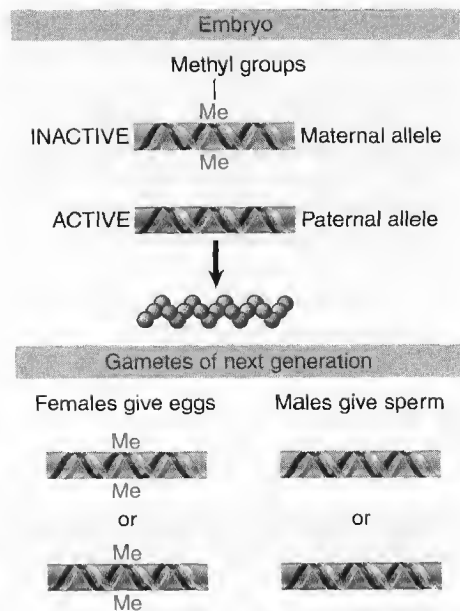 Embryo
Methyl groups
Me
INACTIVE Maternal allele
Me
ACTIVE Paternal allele
Gametes of next generation
Females give eggs Males give sperm
Me
Me
or or
Me
Me